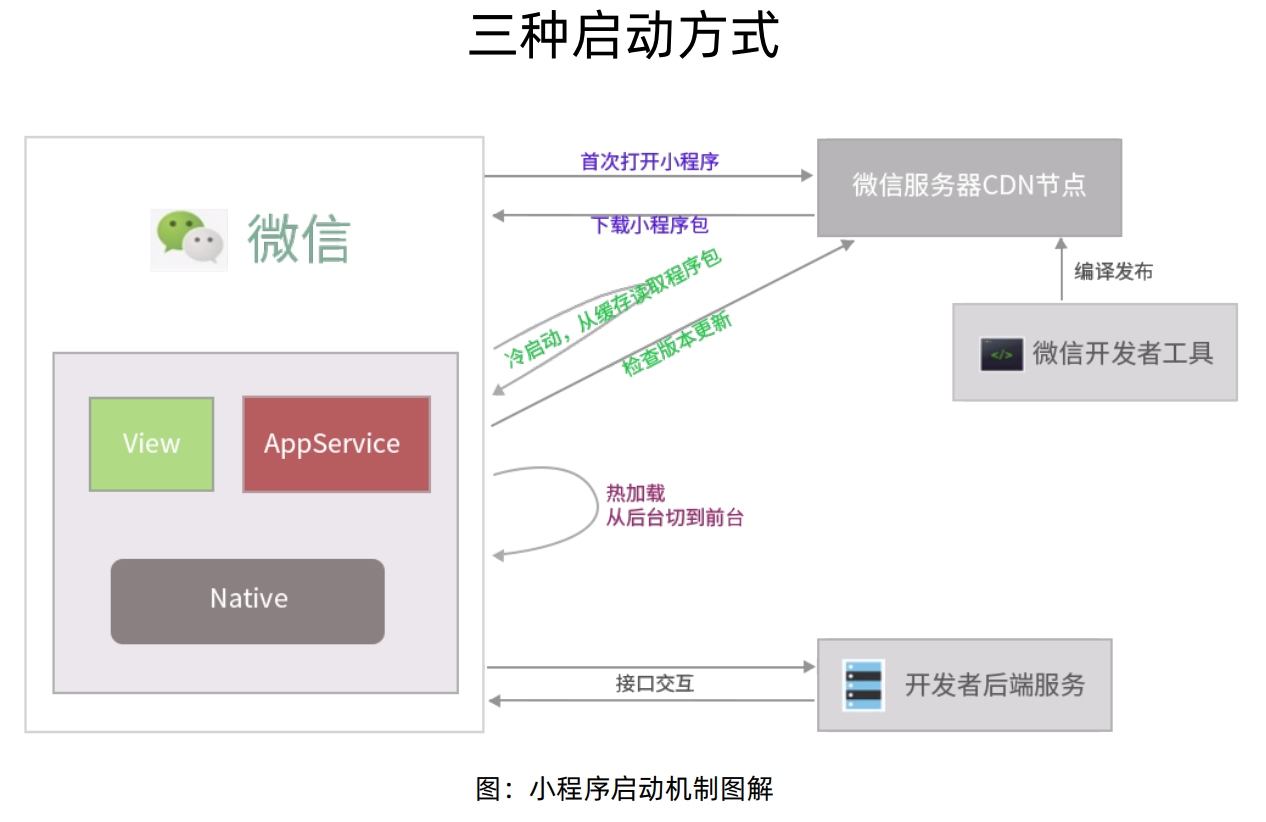 三种启动方式
首次打开小程序
微信服务器CDN节点
下载小程序包
微信
冷启动，从缓存读取程序包
检查版本更新
编译发布
</>
微信开发者工具
View
AppService
热加载
从后台切到前台
Native
接口交互
开发者后端服务
图：小程序启动机制图解